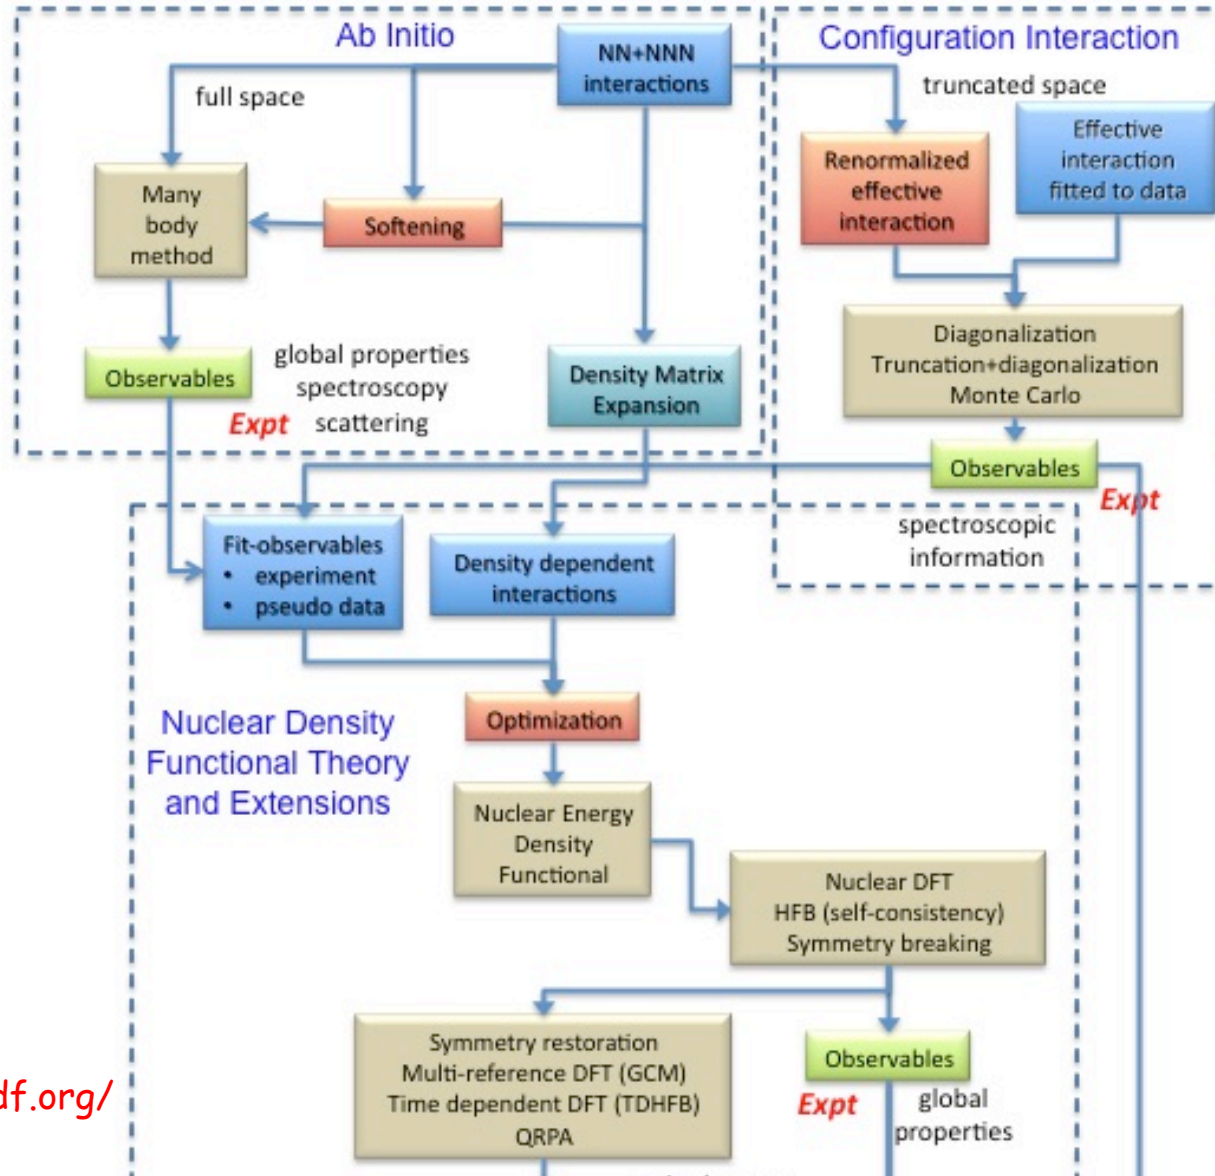 Ab Initio
NN+NNN
interactions
full space
Many
body
method
Softening
Observables
global properties
spectroscopy
Expt scattering
Density Matrix
Expansion
Configuration Interaction
truncated space
Renormalized
effective
interaction
Effective
interaction
fitted to data
Diagonalization
Truncation+diagonalization
Monte Carlo
Observables
Expt
spectroscopic
information
Fit-observables
• experiment
• pseudo data
Density dependent
interactions
Optimization
Nuclear Density
Functional Theory
and Extensions
Nuclear Energy
Density
Functional
Nuclear DFT
HFB (self-consistency)
Symmetry breaking
Symmetry restoration
Multi-reference DFT (GCM)
Time dependent DFT (TDHFB)
QRPA
Observables
Expt
global
properties
df.org/